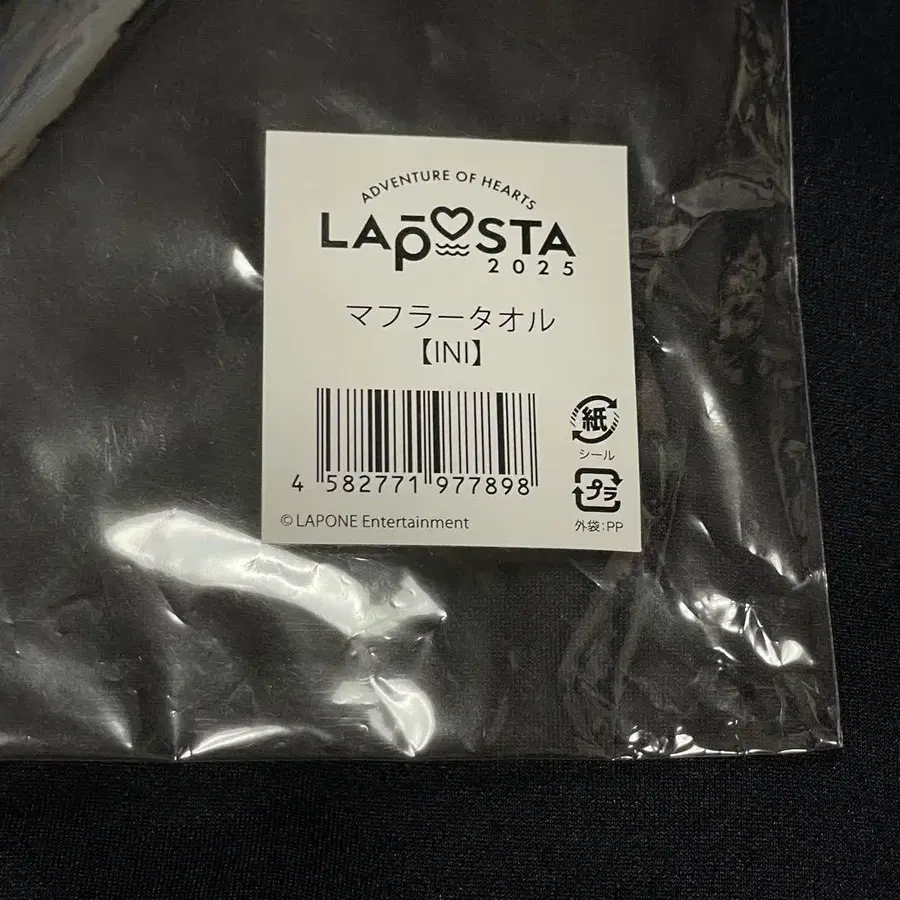 ADVENTURE OF HEARTS
LAPOSTA
2025
マフラータオル
【INI】
紙
シール
4 582771 977898
プラ
外袋:PP
© LAPONE Entertainment